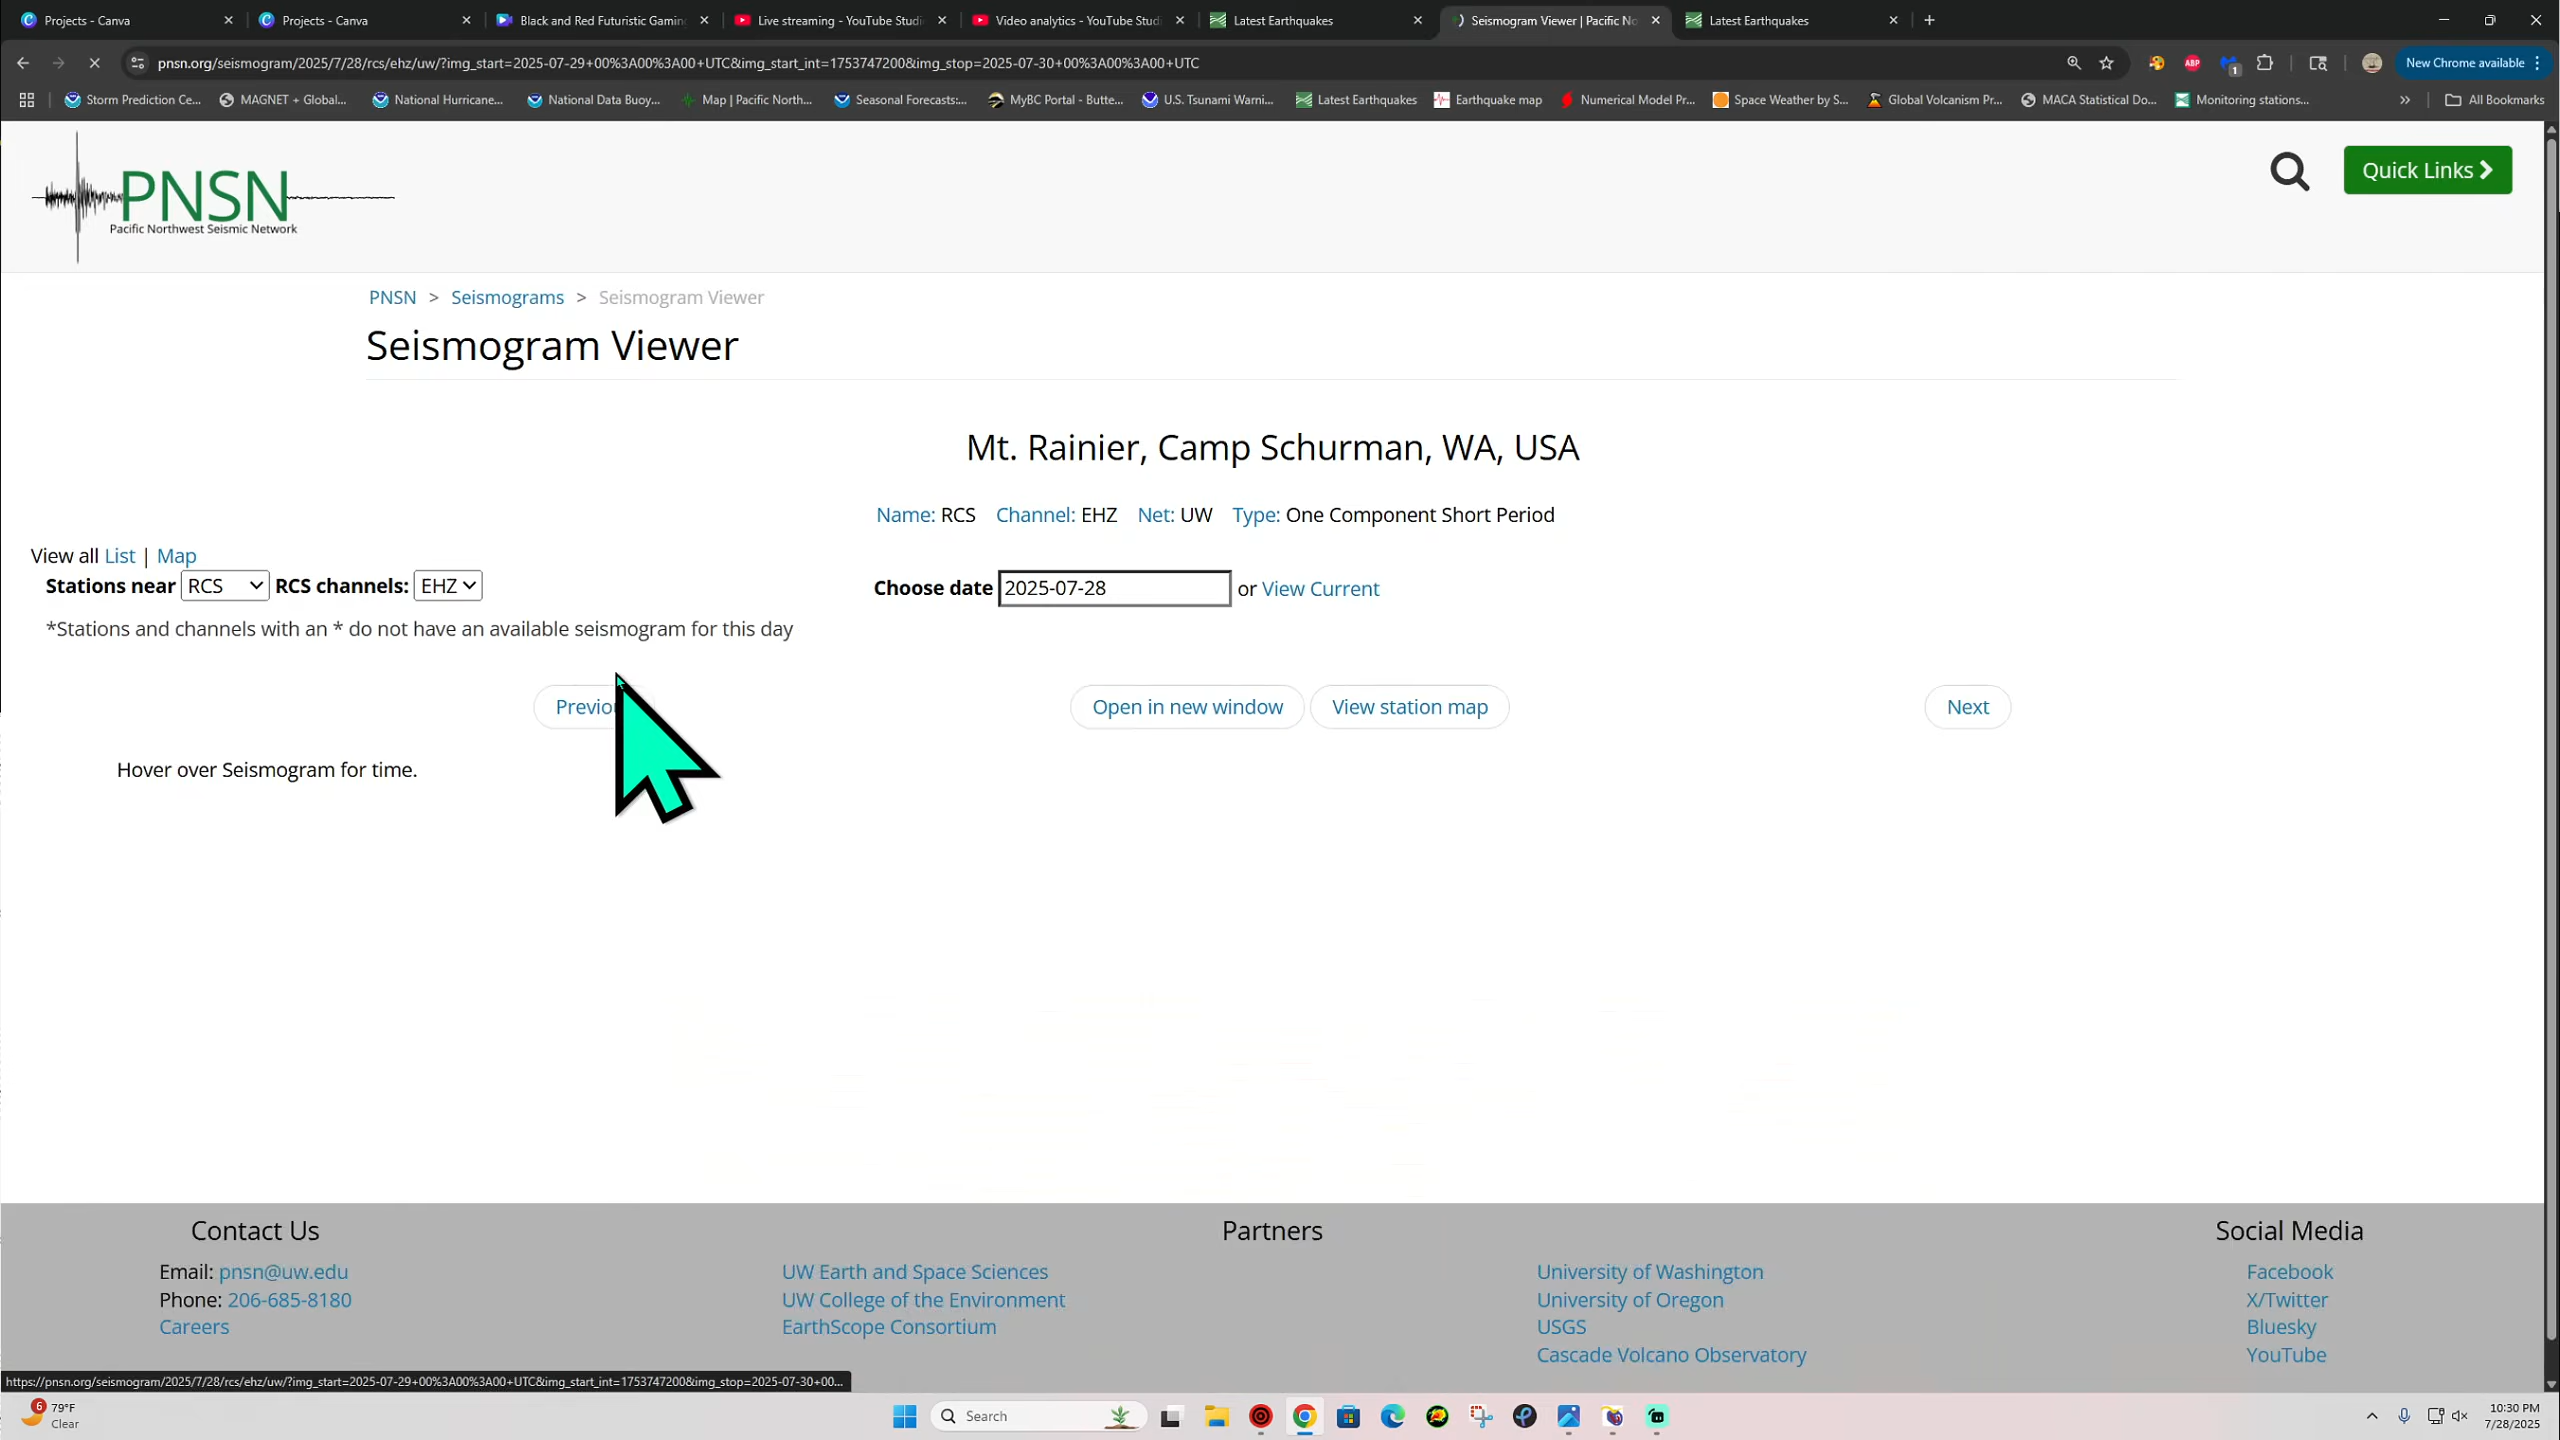 Projects - Canva
Projects - Canva
Black and Red Futuristic Gamin
Live streaming - YouTube Studi
Video analytics - YouTube Studi
Latest Earthquakes
Seismogram Viewer | Pacific No
Latest Earthquakes
pnsn.org/seismogram/2025/7/28/rcs/ehz/uw/?img_start=2025-07-29+00%3A00%3A00+UTC&img_start_int=1753747200&img_stop=2025-07-30+00%3A00%3A00+UTC
ABP
1
New Chrome available
Storm Prediction Ce...
MAGNET + Global...
National Hurricane...
National Data Buoy...
Map | Pacific North...
Seasonal Forecasts:...
MyBC Portal - Butte...
U.S. Tsunami Warni...
Latest Earthquakes
Earthquake map
Numerical Model Pr...
Space Weather by S...
Global Volcanism Pr...
MACA Statistical Do...
Monitoring stations...
All Bookmarks
PNSN
Pacific Northwest Seismic Network
Quick Links
PNSN > Seismograms > Seismogram Viewer
Seismogram Viewer
Mt. Rainier, Camp Schurman, WA, USA
Name: RCS Channel: EHZ Net: UW Type: One Component Short Period
View all List | Map
Stations near RCS RCS channels: EHZ
Choose date 2025-07-28 or View Current
*Stations and channels with an * do not have an available seismogram for this day
Previou
Open in new window
View station map
Next
Hover over Seismogram for time.
Contact Us
Email: pnsn@uw.edu
Phone: 206-685-8180
Careers
Partners
UW Earth and Space Sciences
UW College of the Environment
EarthScope Consortium
University of Washington
University of Oregon
USGS
Cascade Volcano Observatory
Social Media
Facebook
X/Twitter
Bluesky
YouTube
https://pnsn.org/seismogram/2025/7/28/rcs/ehz/uw/?img_start=2025-07-29+00%3A00%3A00+UTC&img_start_int=1753747200&img_stop=2025-07-30+00...
6
79°F
Clear
Search
10:30 PM
7/28/2025